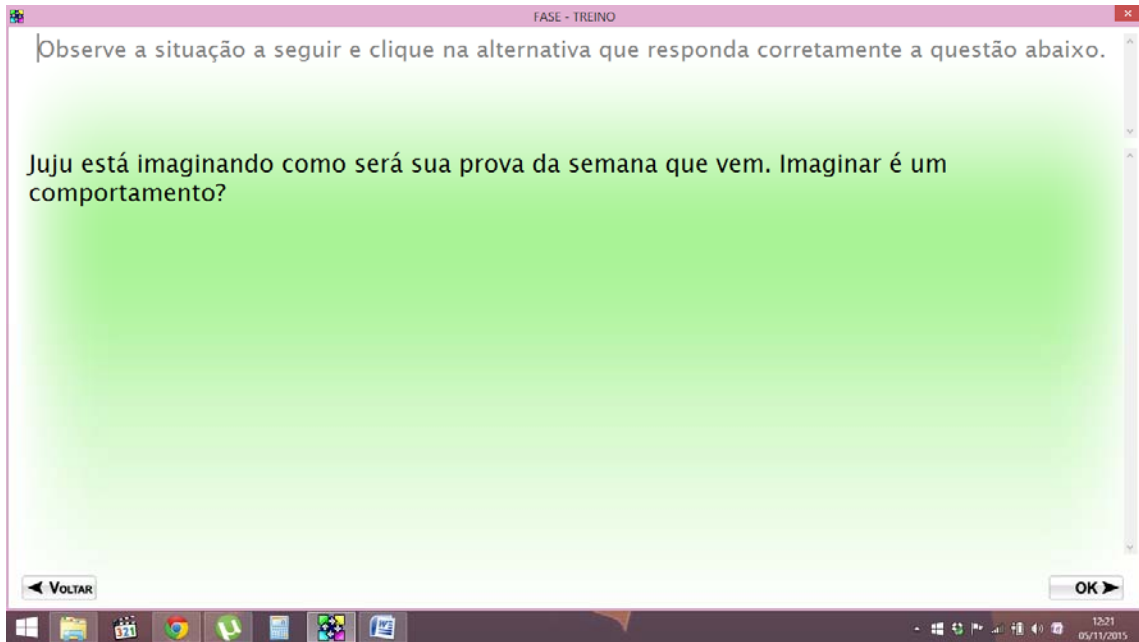 FASE - TREINO
Observe a situação a seguir e clique na alternativa que responda corretamente a questão abaixo.
Juju está imaginando como será sua prova da semana que vem. Imaginar é um
comportamento?
VOLTAR
OK
321
12:21
05/11/2015